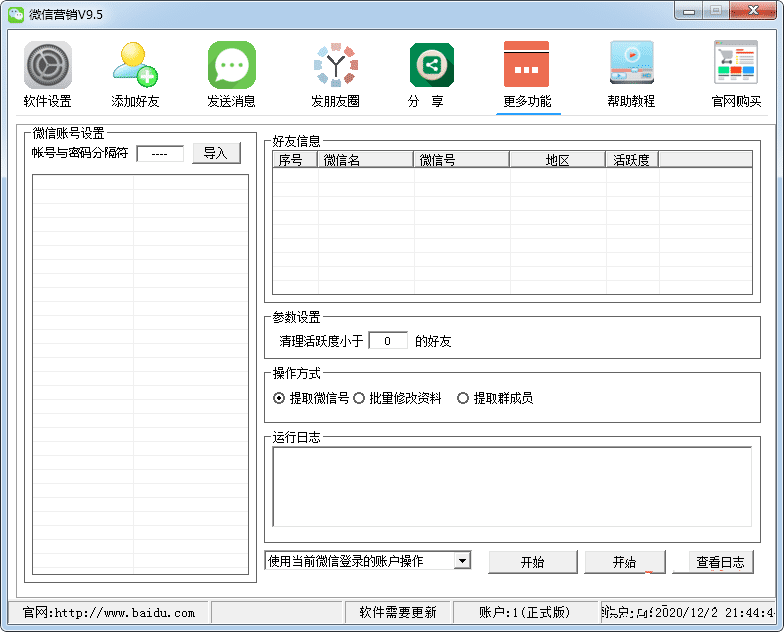 微信营销V9.5
软件设置 添加好友 发送消息 发朋友圈 分 享 更多功能 帮助教程 官网购买
微信账号设置
帐号与密码分隔符 ---- 导入
好友信息
序号 微信名 微信号 地区 活跃度
参数设置
清理活跃度小于 0 的好友
操作方式
提取微信号 批量修改资料 提取群成员
运行日志
使用当前微信登录的账户操作 开始 开始 查看日志
官网:http://www.baidu.com 软件需要更新 账户:1(正式版) 2020/12/2 21:44:4